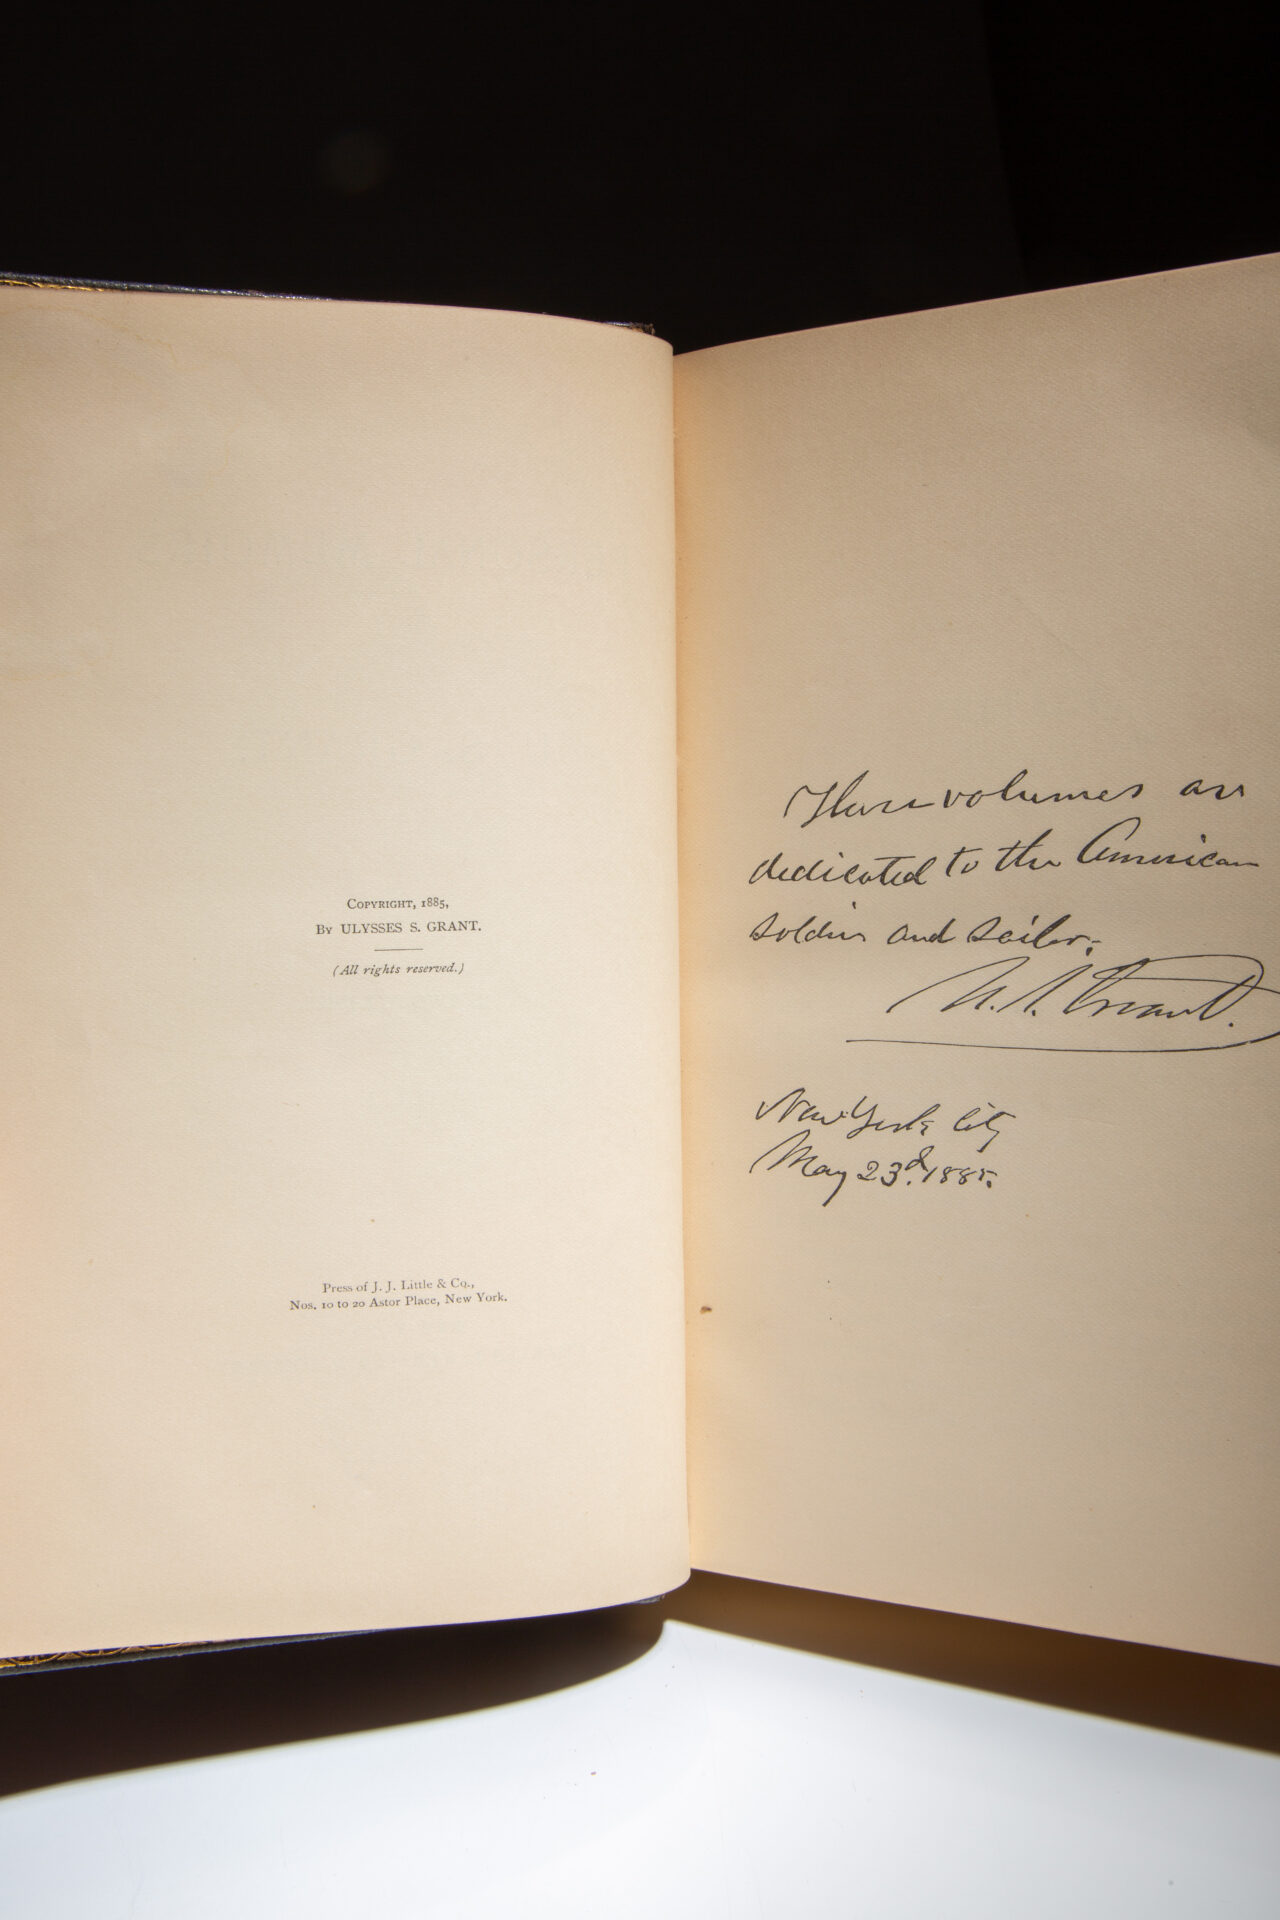 COPYRIGHT, 1885,
BY ULYSSES S. GRANT.
(All rights reserved.)
Press of J. J. Little & Co.,
Nos. 10 to 20 Astor Place, New York.
These volumes are
dedicated to the American
soldier and sailor.
U. S. Grant.
New York City
May 23d. 1885.